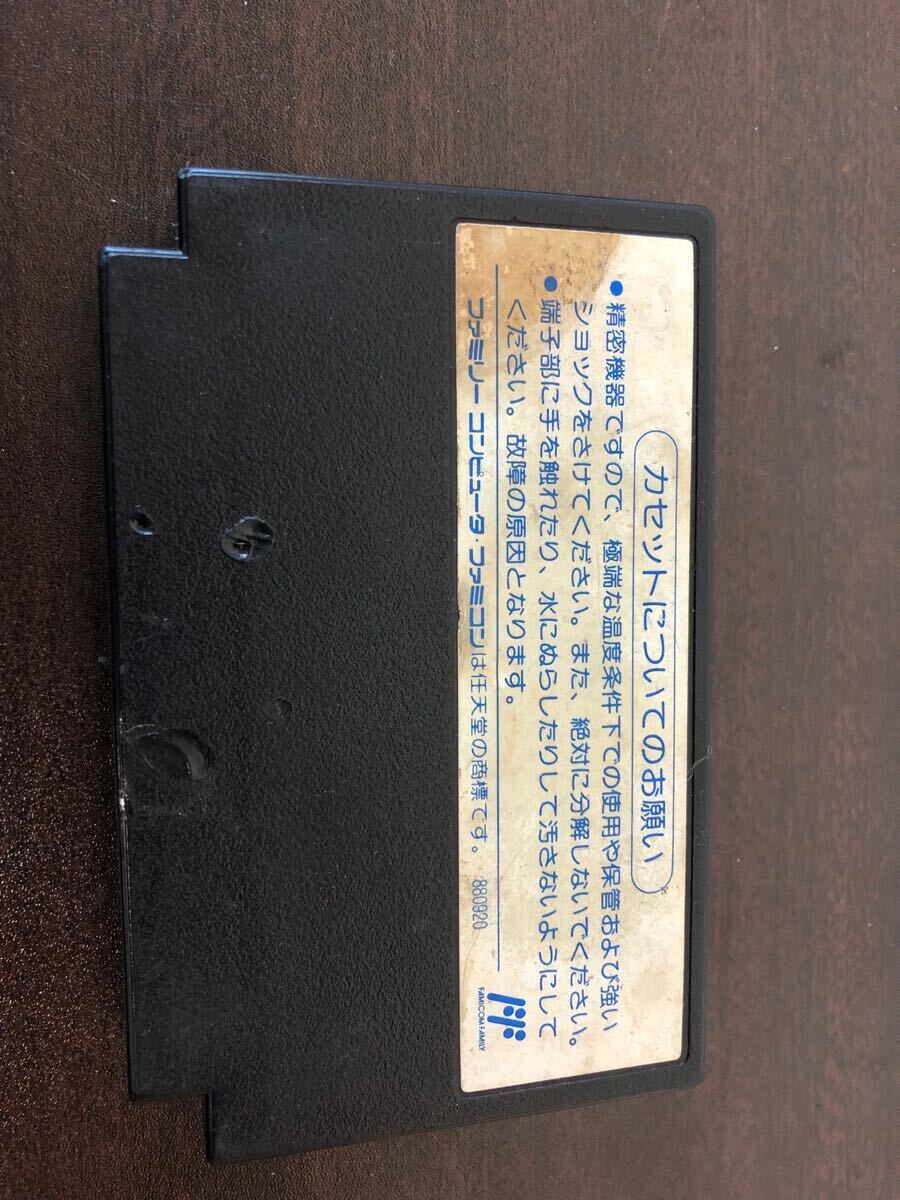 カセットについてのお願い
●精密機器ですので、極端な温度条件下での使用や保管および強い
ショックをさけてください。また、絶対に分解しないでください。
●端子部に手を触れたり、水にぬらしたりして汚さないようにして
ください。故障の原因となります。
ファミリーコンピュータ・ファミコンは任天堂の商標です。 880920
FAMICOM FAMILY